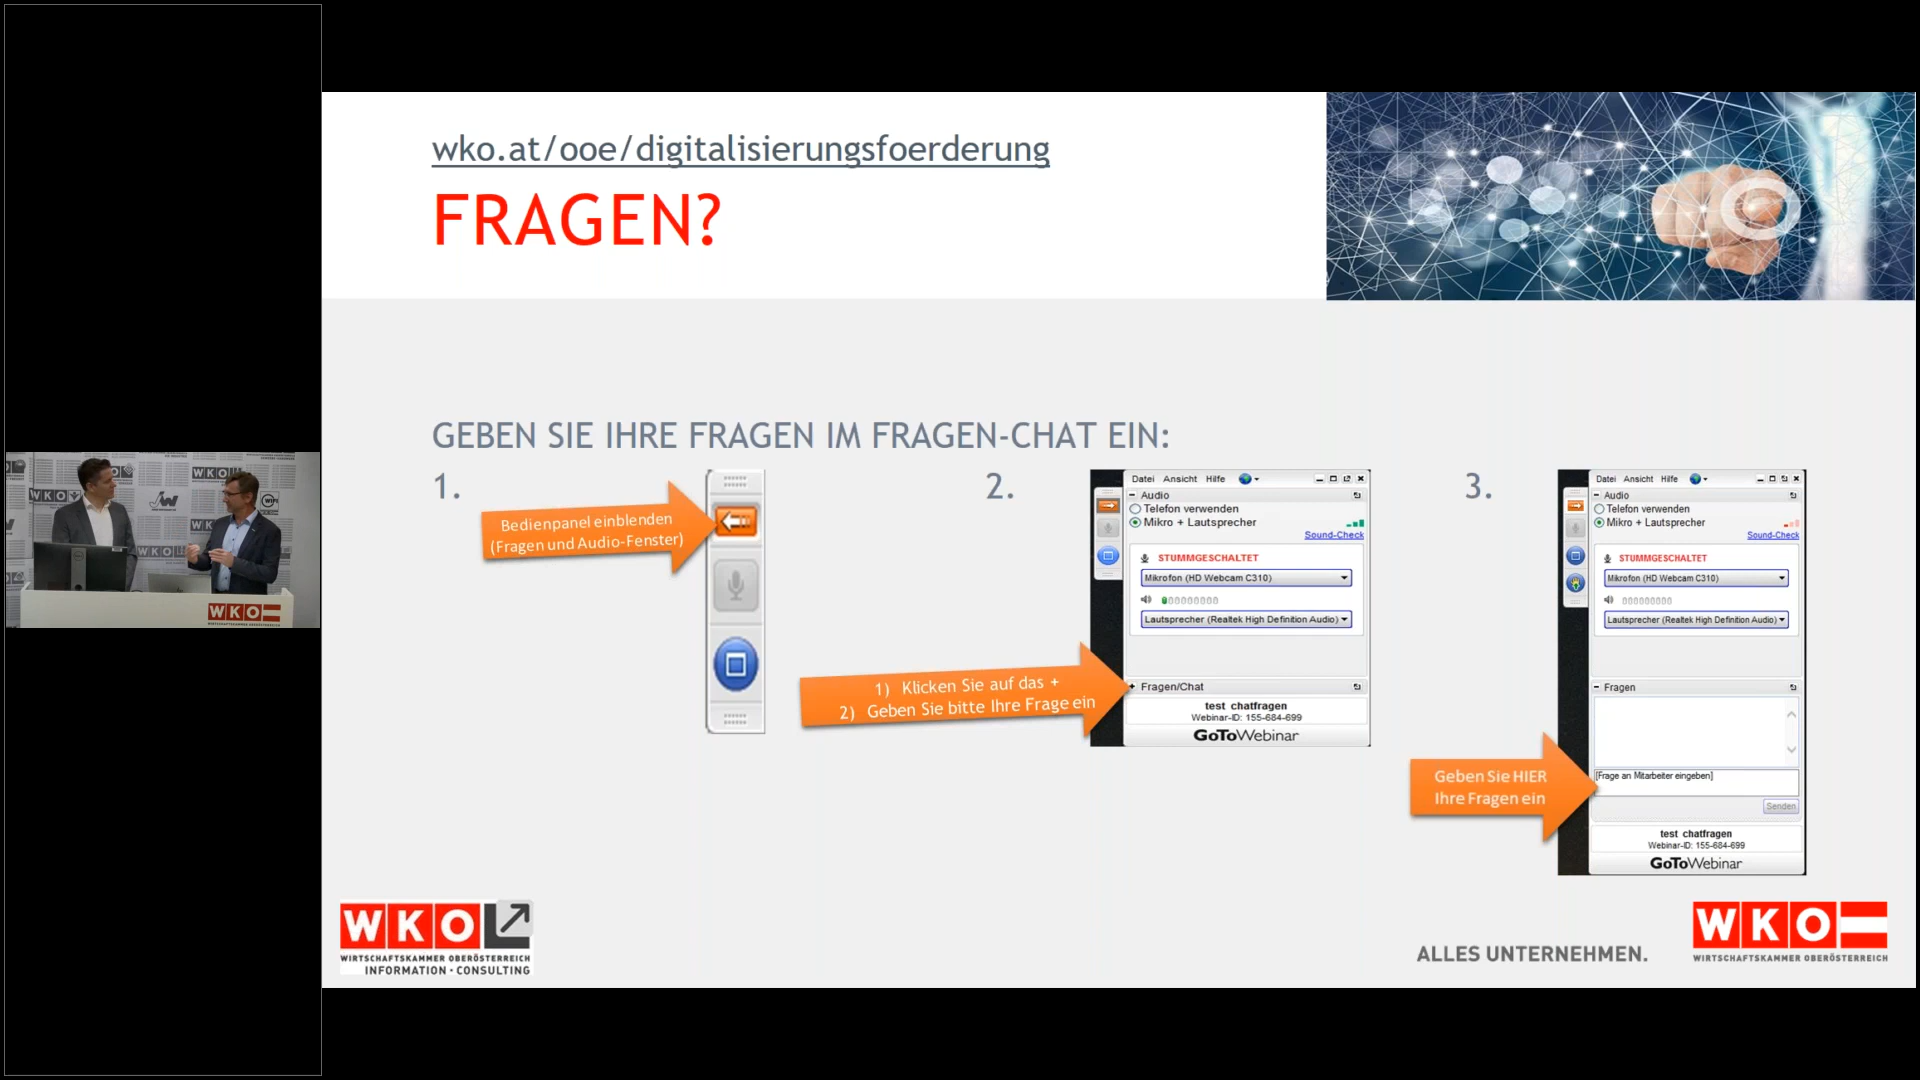 wko.at/ooe/digitalisierungsfoerderung
FRAGEN?
GEBEN SIE IHRE FRAGEN IM FRAGEN-CHAT EIN:
1.
Bedienpanel einblenden
(Fragen und Audio-Fenster)
2.
1) Klicken Sie auf das +
2) Geben Sie bitte Ihre Frage ein
Datei Ansicht Hilfe
Audio
Telefon verwenden
Mikro + Lautsprecher
Sound-Check
STUMMGESCHALTET
Mikrofon (HD Webcam C310)
Lautsprecher (Realtek High Definition Audio)
Fragen/Chat
test chatfragen
Webinar-ID: 155-684-699
GoToWebinar
3.
Geben Sie HIER
Ihre Fragen ein
Datei Ansicht Hilfe
Audio
Telefon verwenden
Mikro + Lautsprecher
Sound-Check
STUMMGESCHALTET
Mikrofon (HD Webcam C310)
Lautsprecher (Realtek High Definition Audio)
Fragen
[Frage an Mitarbeiter eingeben]
Senden
test chatfragen
Webinar-ID: 155-684-699
GoToWebinar
WKO
WIRTSCHAFTSKAMMER OBERÖSTERREICH
INFORMATION · CONSULTING
ALLES UNTERNEHMEN.
WKO
WIRTSCHAFTSKAMMER OBERÖSTERREICH
WKO
WKO
WKO
WKO
WKO